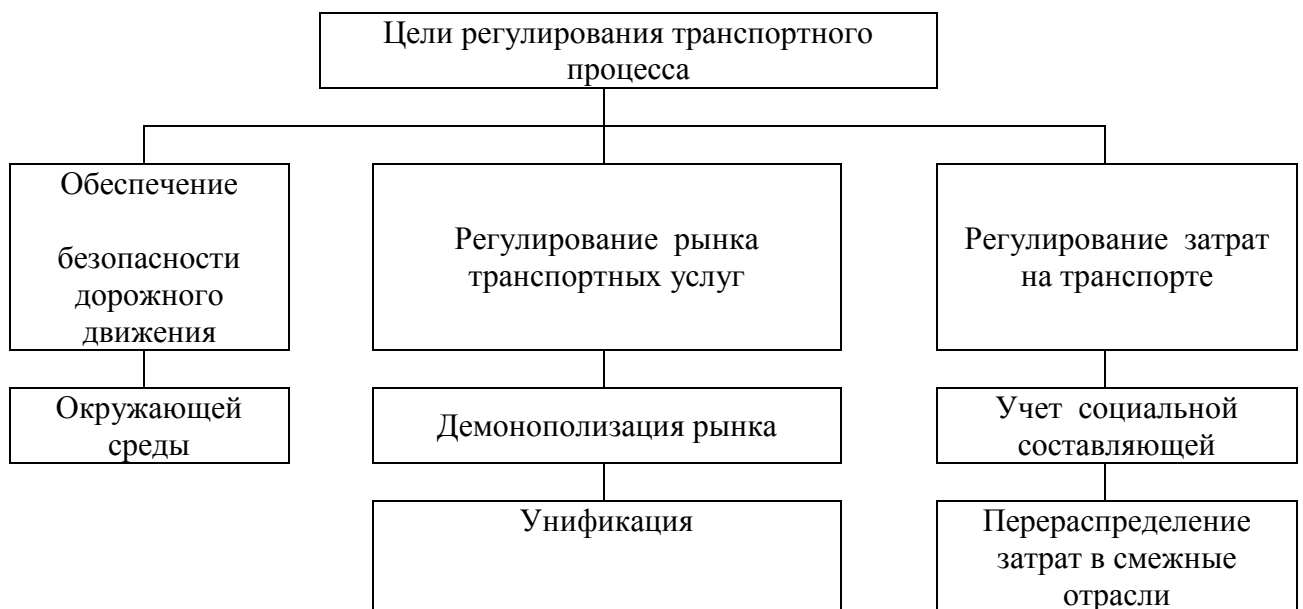 Цели регулирования транспортного
процесса
Обеспечение
безопасности
дорожного
движения
Регулирование рынка
транспортных услуг
Регулирование затрат
на транспорте
Окружающей
среды
Демонополизация рынка
Учет социальной
составляющей
Унификация
Перераспределение
затрат в смежные
отрасли